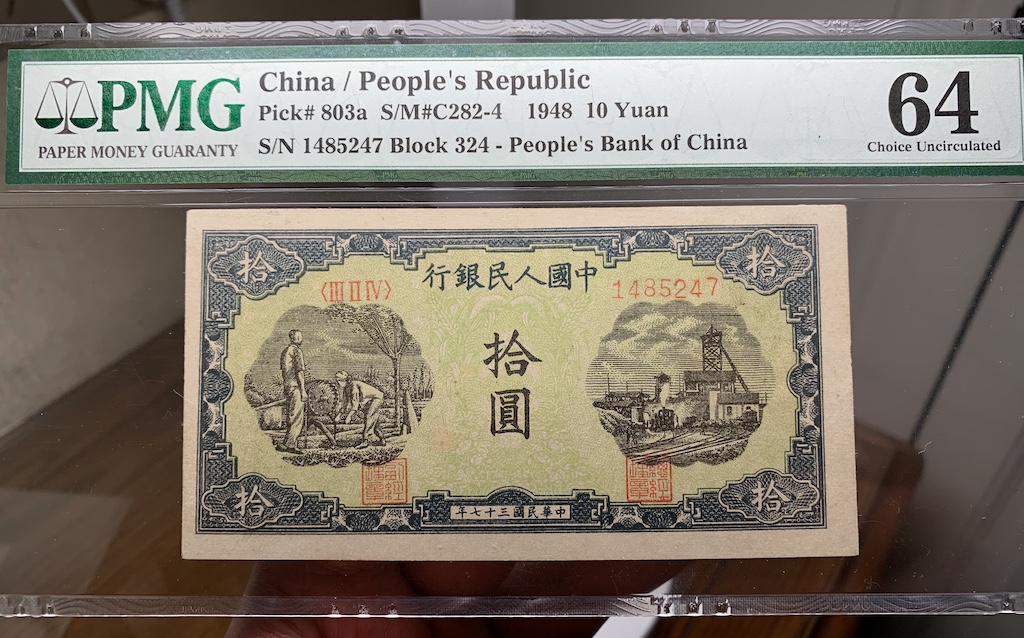 PMG
PAPER MONEY GUARANTY
China / People's Republic
Pick# 803a S/M#C282-4 1948 10 Yuan
S/N 1485247 Block 324 - People's Bank of China
64
Choice Uncirculated
拾
行銀民人國中
拾
〈III II IV〉
1485247
拾
圓
拾
年七十三國民華中
拾